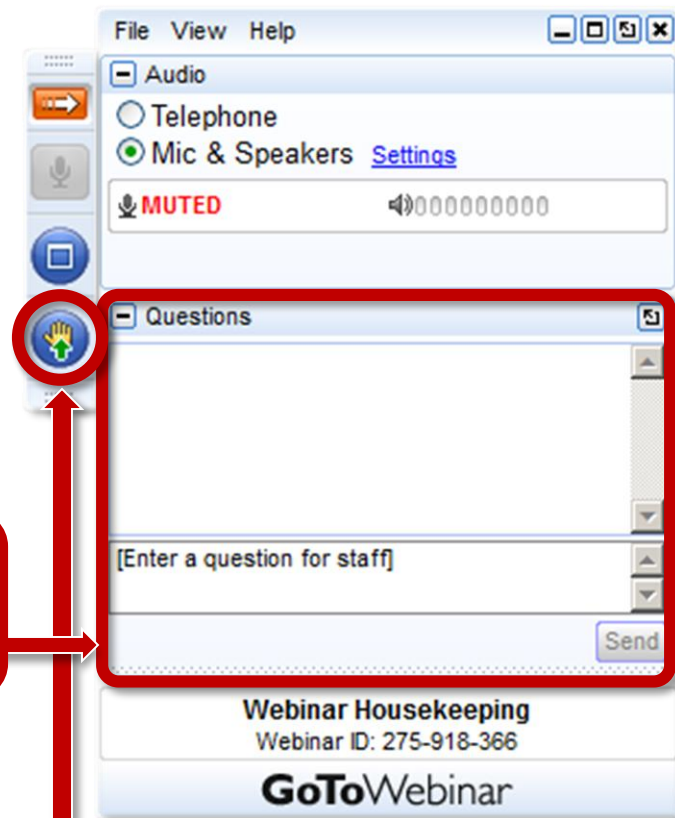 File View Help
Audio
Telephone
Mic & Speakers Settings
MUTED 000000000
Questions
[Enter a question for staff]
Send
Webinar Housekeeping
Webinar ID: 275-918-366
GoToWebinar